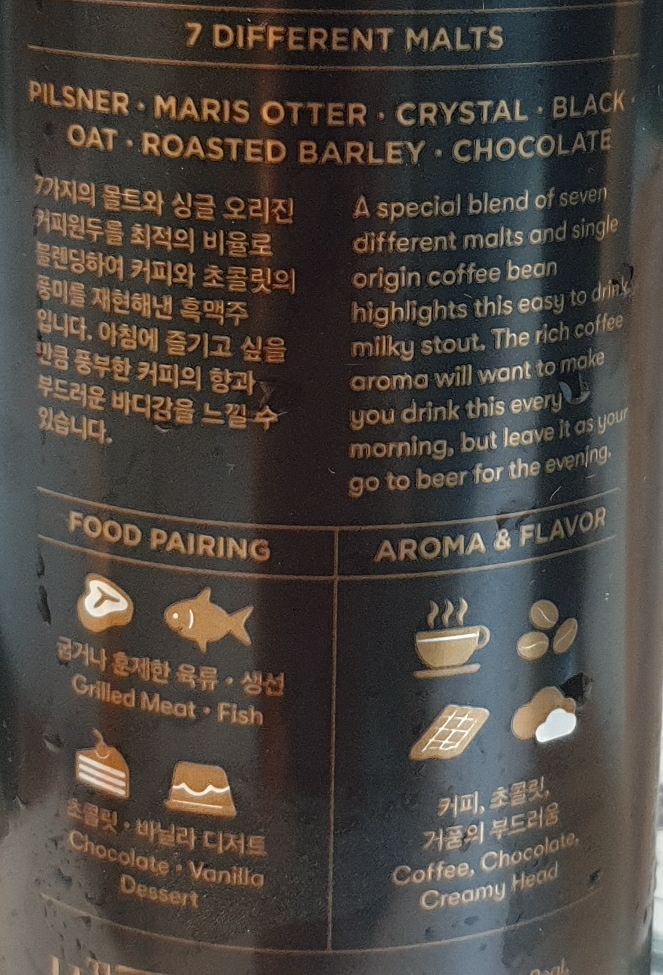 7 DIFFERENT MALTS
PILSNER · MARIS OTTER · CRYSTAL · BLACK ·
OAT · ROASTED BARLEY · CHOCOLATE
7가지의 몰트와 싱글 오리진
커피원두를 최적의 비율로
블렌딩하여 커피와 초콜릿의
풍미를 재현해낸 흑맥주
입니다. 아침에 즐기고 싶을
만큼 풍부한 커피의 향과
부드러운 바디감을 느낄 수
있습니다.
A special blend of seven
different malts and single
origin coffee bean
highlights this easy to drink
milky stout. The rich coffee
aroma will want to make
you drink this every
morning, but leave it as your
go to beer for the evening.
FOOD PAIRING
굽거나 훈제한 육류 · 생선
Grilled Meat · Fish
초콜릿 · 바닐라 디저트
Chocolate · Vanilla
Dessert
AROMA & FLAVOR
커피, 초콜릿,
거품의 부드러움
Coffee, Chocolate,
Creamy Head